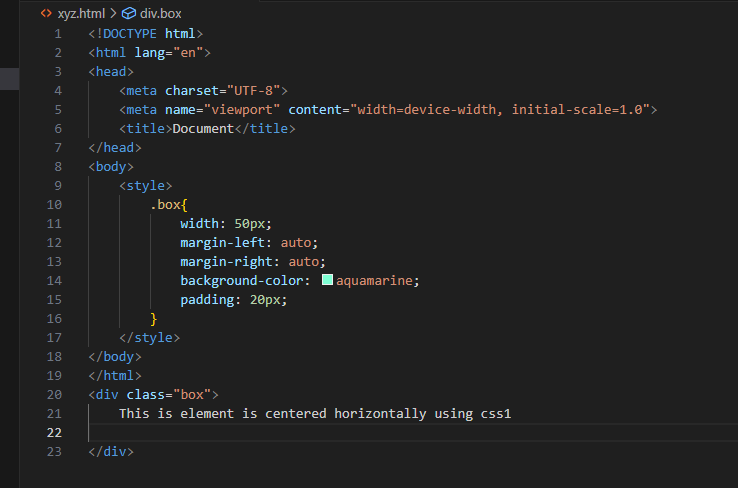 xyz.html > div.box
1 <!DOCTYPE html>
2 <html lang="en">
3 <head>
4     <meta charset="UTF-8">
5     <meta name="viewport" content="width=device-width, initial-scale=1.0">
6     <title>Document</title>
7 </head>
8 <body>
9     <style>
10         .box{
11             width: 50px;
12             margin-left: auto;
13             margin-right: auto;
14             background-color: aquamarine;
15             padding: 20px;
16         }
17     </style>
18 </body>
19 </html>
20 <div class="box">
21     This is element is centered horizontally using css1
22
23 </div>